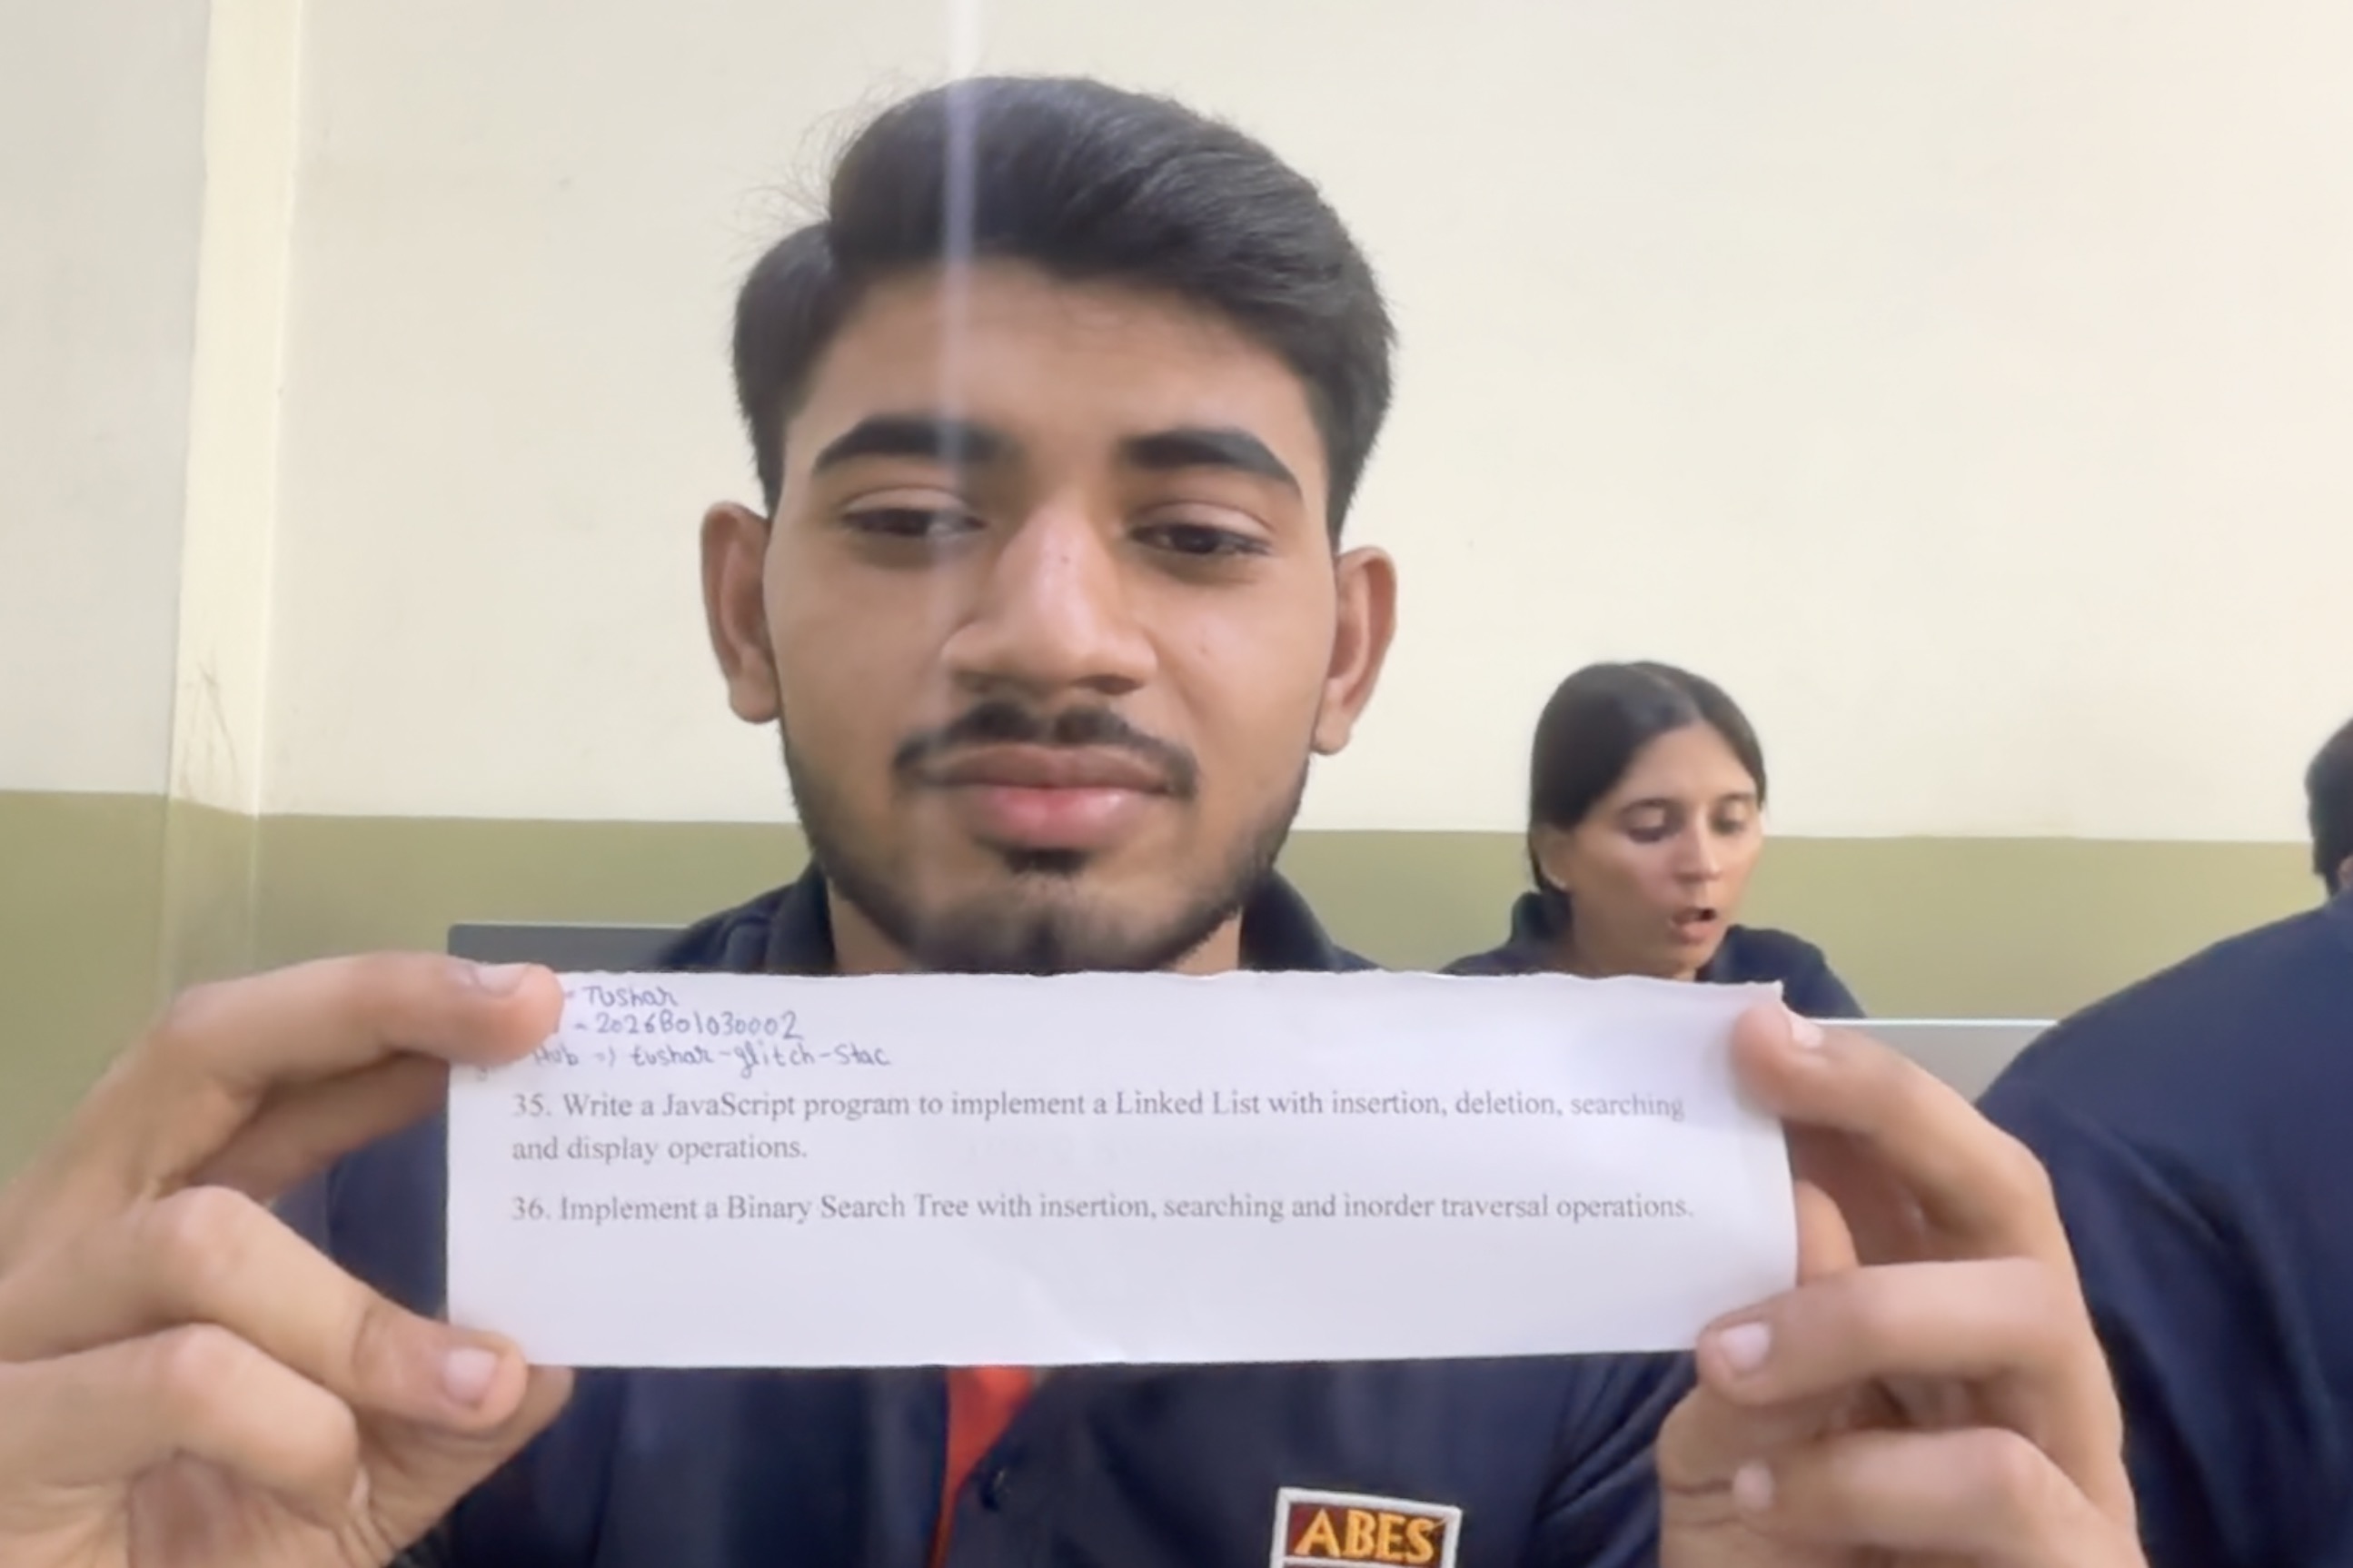 - Tushar
- 2026B01030002
Hub => tushar-glitch-stac
35. Write a JavaScript program to implement a Linked List with insertion, deletion, searching
and display operations.
36. Implement a Binary Search Tree with insertion, searching and inorder traversal operations.
ABES